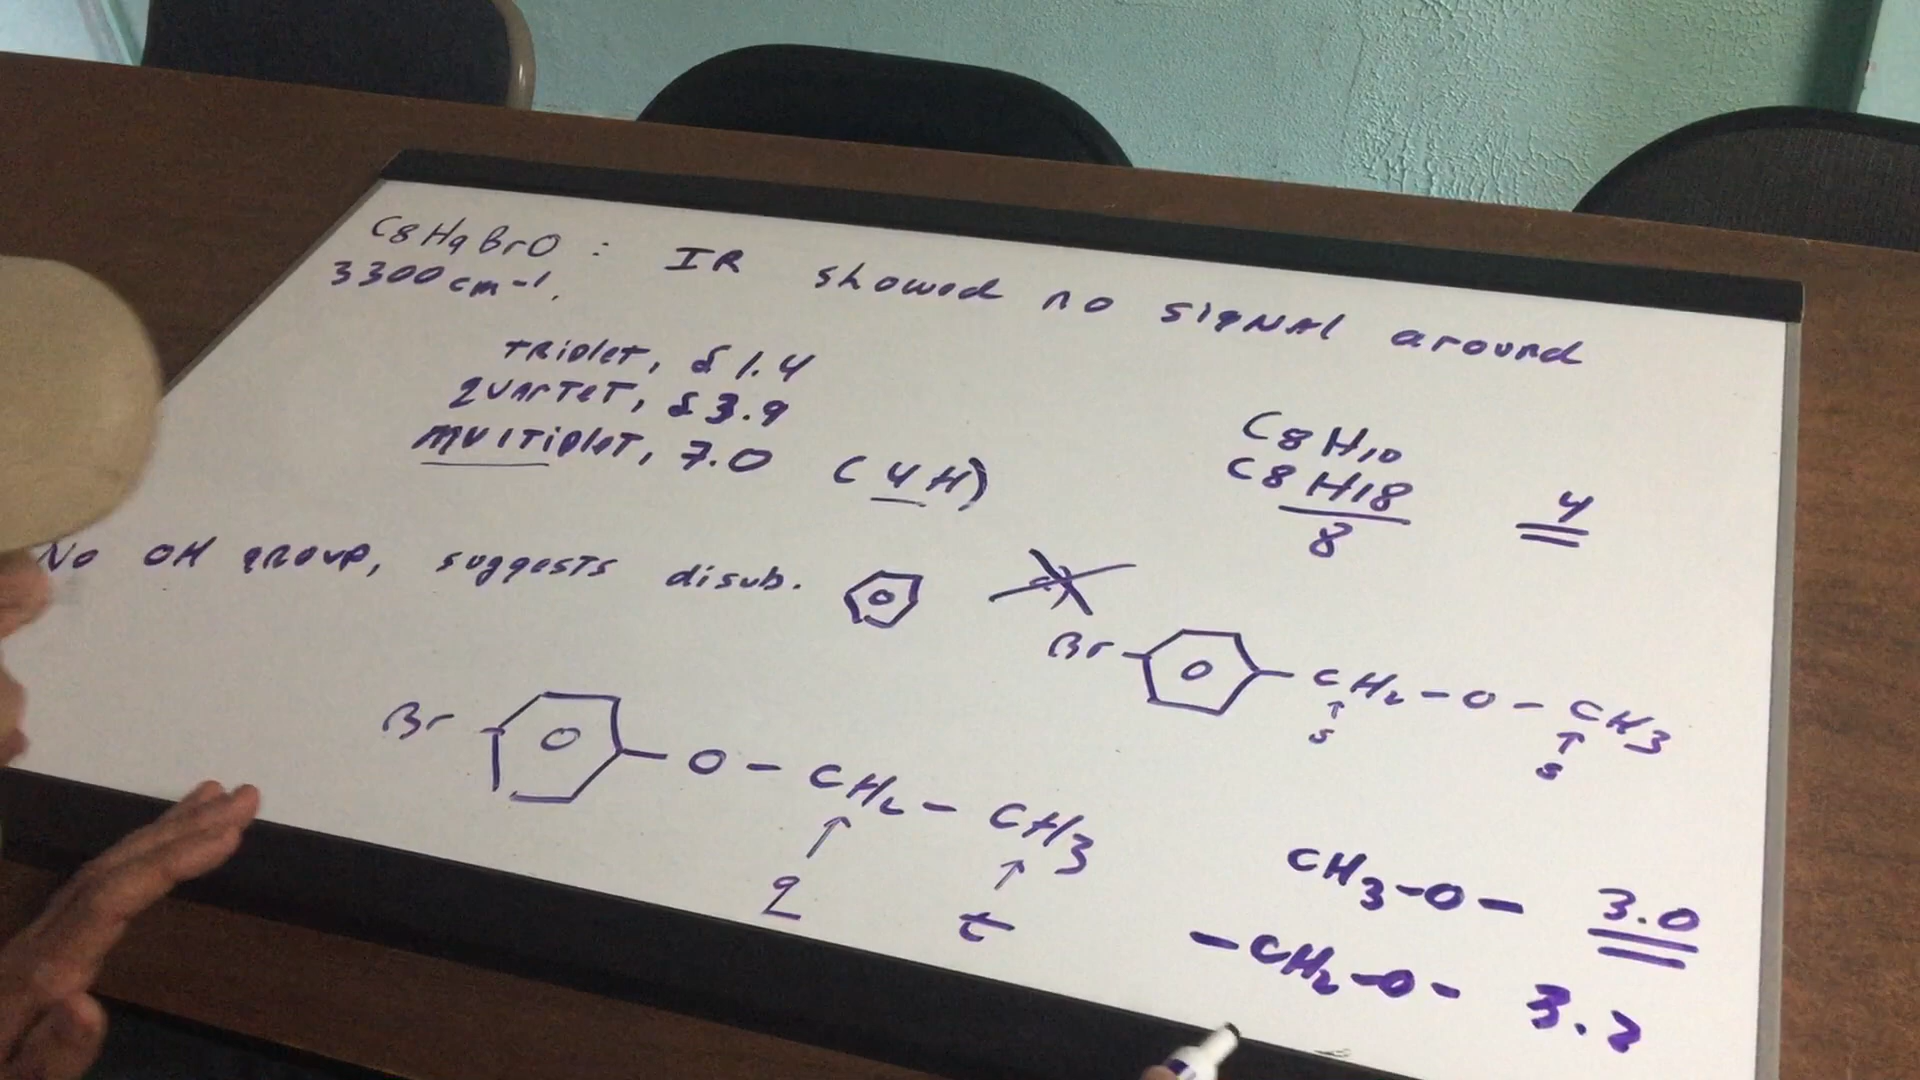 C8H9BrO : IR showed no signal around
3300 cm-1.
triplet, δ 1.4
quartet, δ 3.9
multiplet, 7.0 (4H)
C8H10
C8H18
8
4
No OH group, suggests disub.
Br CH2-O-CH3
s s
Br O-CH2-CH3
q t
CH3-O- 3.0
-CH2-O- 3.2